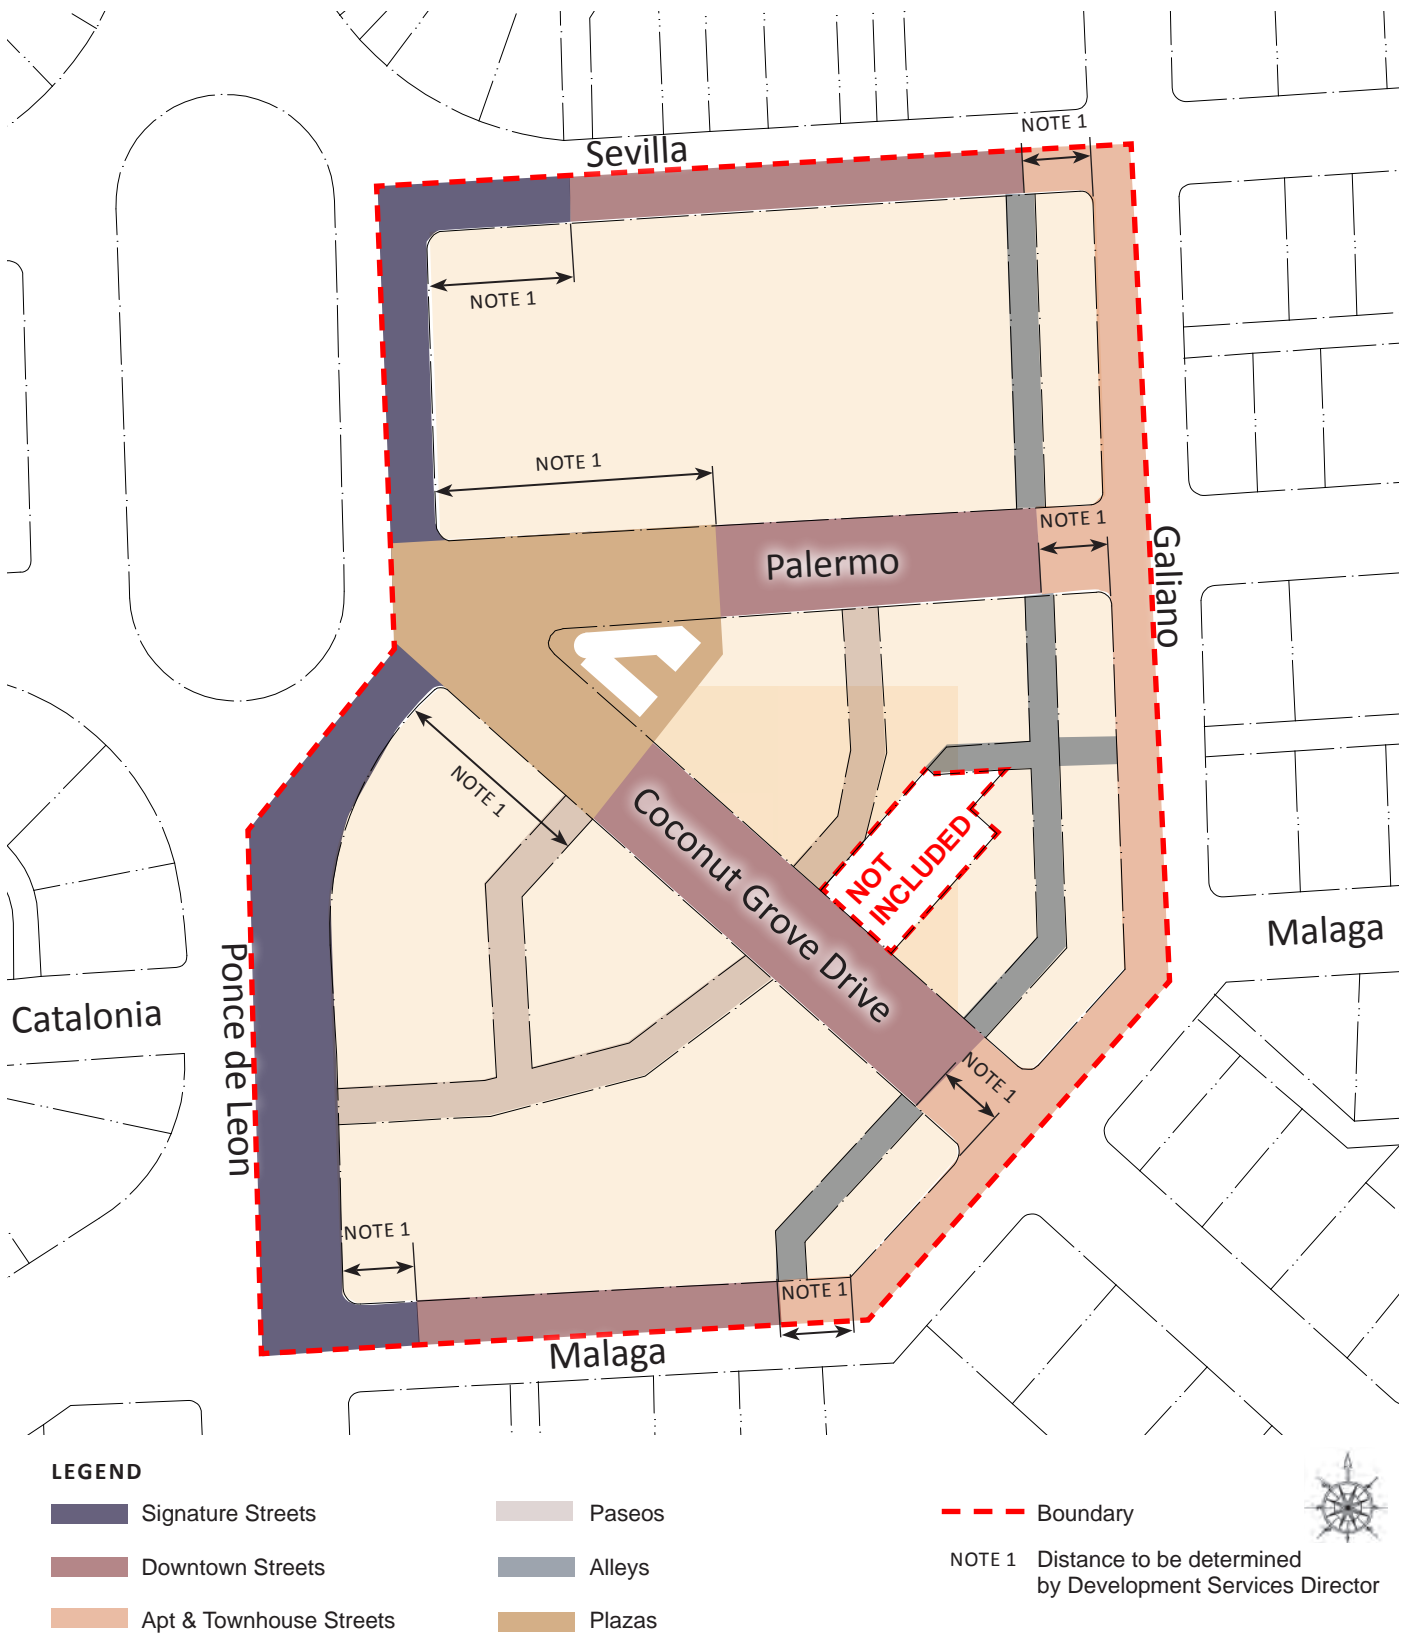 NOTE 1
Sevilla
NOTE 1
NOTE 1
NOTE 1
Palermo
Galiano
NOTE 1
Coconut Grove Drive
NOT
INCLUDED
Malaga
Ponce de Leon
Catalonia
NOTE 1
NOTE 1
NOTE 1
Malaga
LEGEND
Signature Streets
Downtown Streets
Apt & Townhouse Streets
Paseos
Alleys
Plazas
Boundary
NOTE 1 Distance to be determined
by Development Services Director